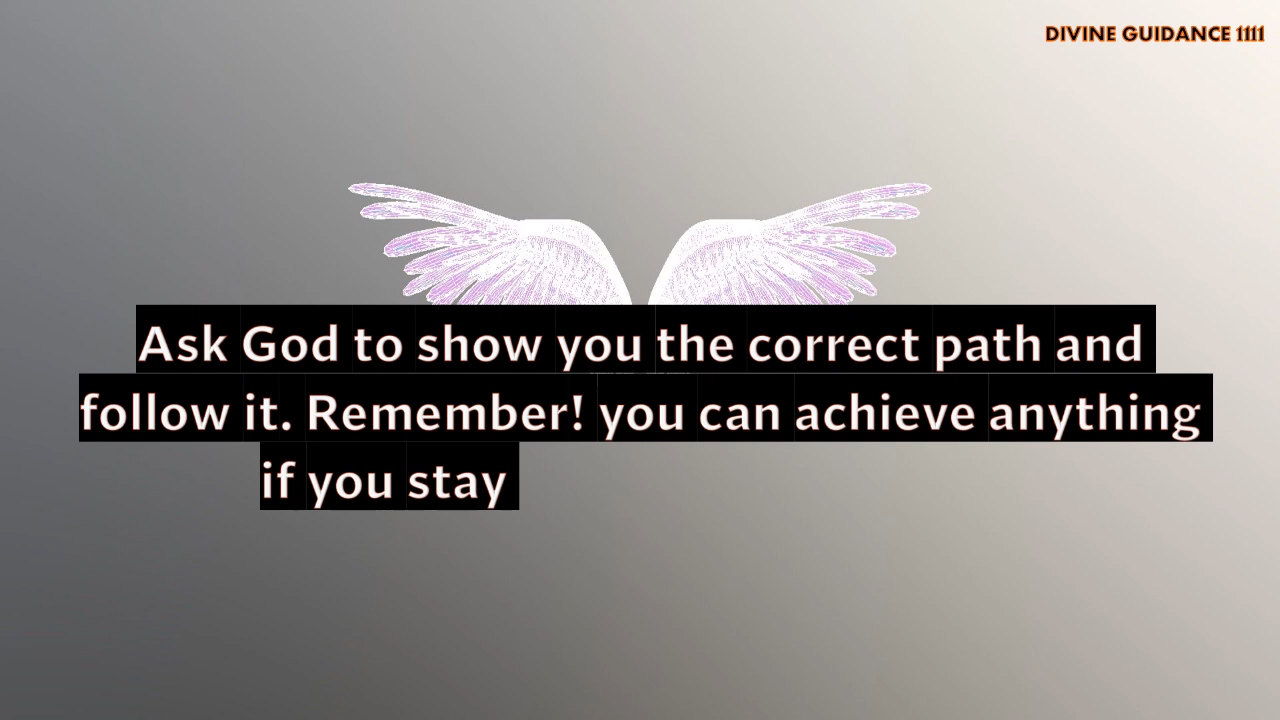 DIVINE GUIDANCE 1111
Ask God to show you the correct path and
follow it. Remember! you can achieve anything
if you stay